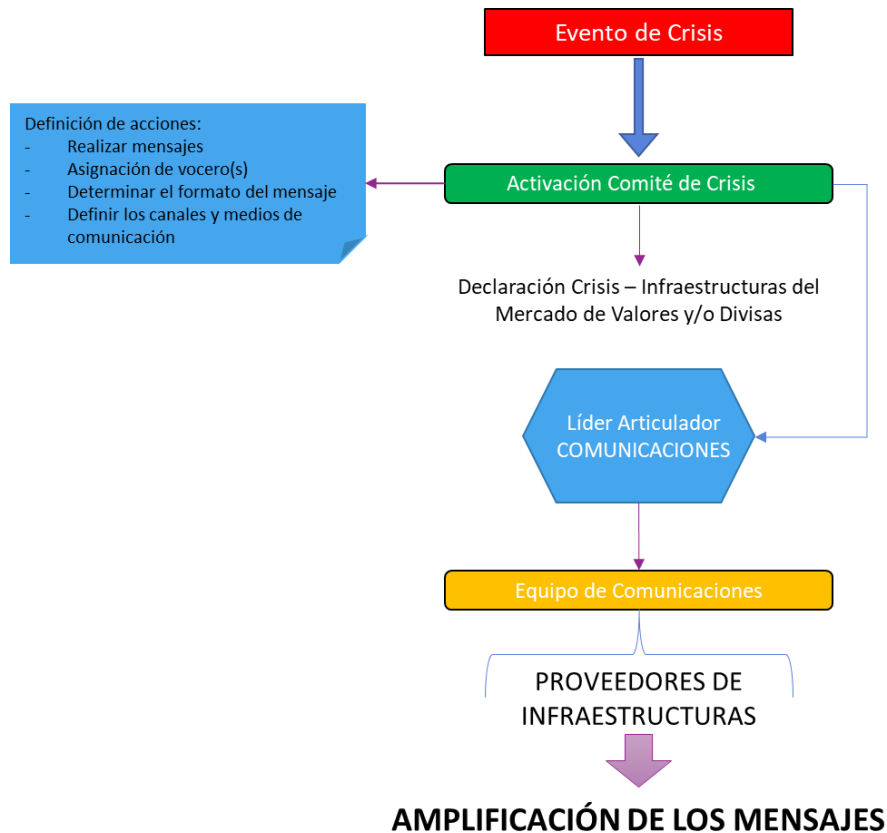 Evento de Crisis
Definición de acciones:
- Realizar mensajes
- Asignación de vocero(s)
- Determinar el formato del mensaje
- Definir los canales y medios de
comunicación
Activación Comité de Crisis
Declaración Crisis – Infraestructuras del
Mercado de Valores y/o Divisas
Líder Articulador
COMUNICACIONES
Equipo de Comunicaciones
PROVEEDORES DE
INFRAESTRUCTURAS
AMPLIFICACIÓN DE LOS MENSAJES